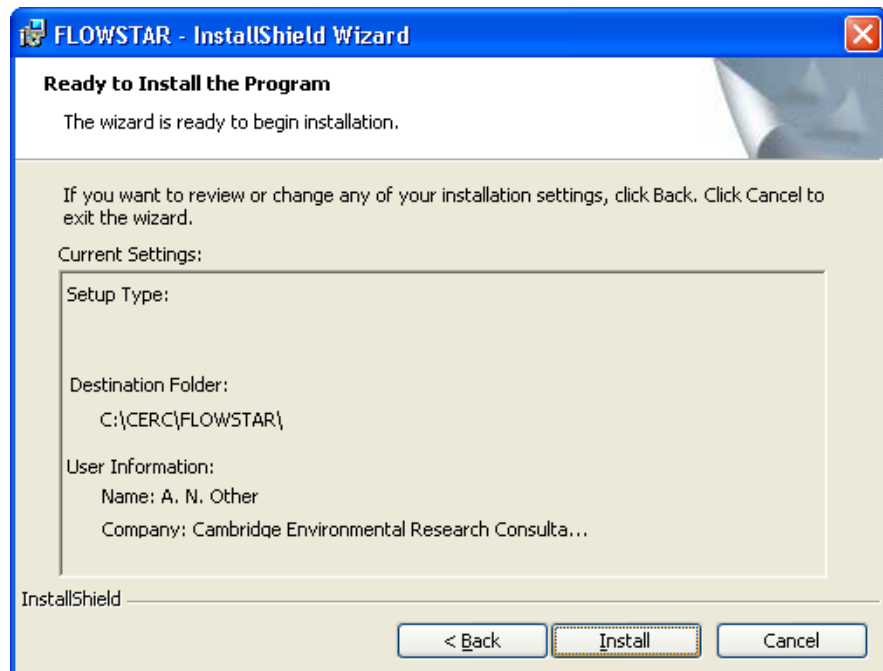 FLOWSTAR - InstallShield Wizard
Ready to Install the Program
The wizard is ready to begin installation.
If you want to review or change any of your installation settings, click Back. Click Cancel to
exit the wizard.
Current Settings:
Setup Type:
Destination Folder:
C:\CERC\FLOWSTAR\
User Information:
Name: A. N. Other
Company: Cambridge Environmental Research Consulta...
InstallShield
< Back Install Cancel